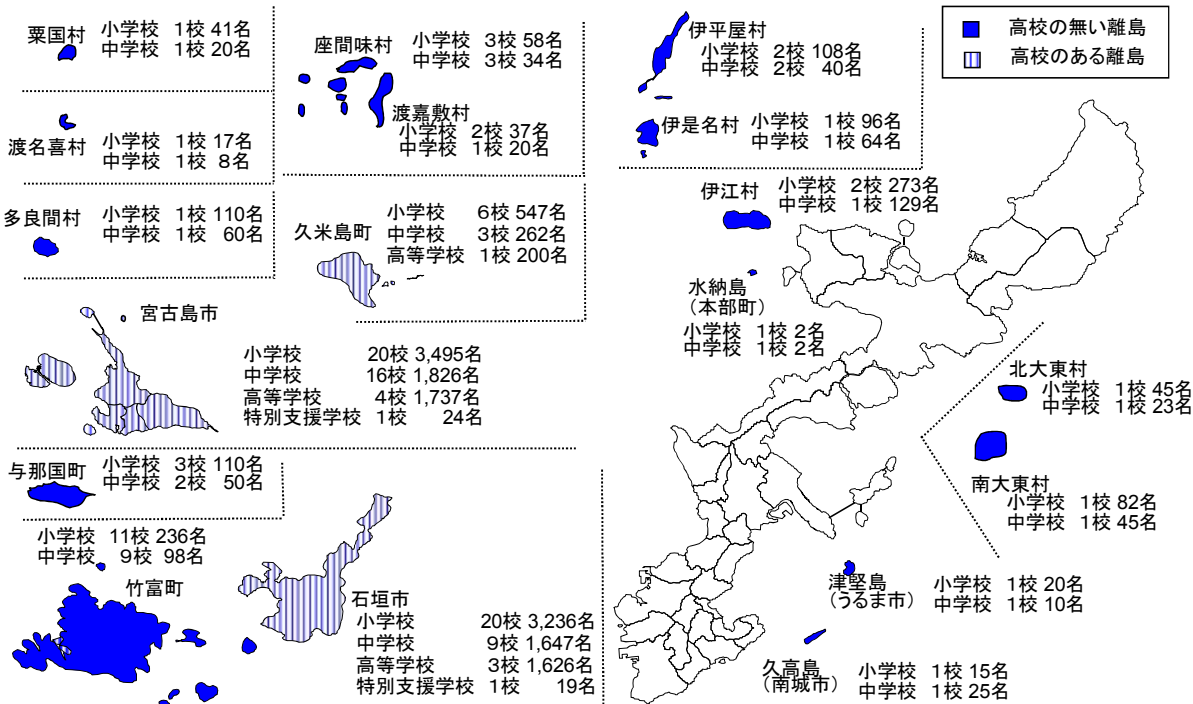 粟国村
小学校 1校 41名
中学校 1校 20名
渡名喜村
小学校 1校 17名
中学校 1校 8名
多良間村
小学校 1校 110名
中学校 1校 60名
座間味村
小学校 3校 58名
中学校 3校 34名
渡嘉敷村
小学校 2校 37名
中学校 1校 20名
久米島町
小学校 6校 547名
中学校 3校 262名
高等学校 1校 200名
宮古島市
小学校 20校 3,495名
中学校 16校 1,826名
高等学校 4校 1,737名
特別支援学校 1校 24名
与那国町
小学校 3校 110名
中学校 2校 50名
小学校 11校 236名
中学校 9校 98名
竹富町
石垣市
小学校 20校 3,236名
中学校 9校 1,647名
高等学校 3校 1,626名
特別支援学校 1校 19名
高校の無い離島
高校のある離島
伊平屋村
小学校 2校 108名
中学校 2校 40名
伊是名村
小学校 1校 96名
中学校 1校 64名
伊江村
小学校 2校 273名
中学校 1校 129名
水納島
(本部町)
小学校 1校 2名
中学校 1校 2名
北大東村
小学校 1校 45名
中学校 1校 23名
南大東村
小学校 1校 82名
中学校 1校 45名
津堅島
(うるま市)
小学校 1校 20名
中学校 1校 10名
久高島
(南城市)
小学校 1校 15名
中学校 1校 25名